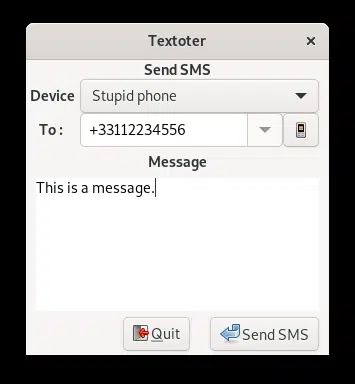 Textoter
Send SMS
Device Stupid phone
To : +33112234556
Message
This is a message.
Quit Send SMS